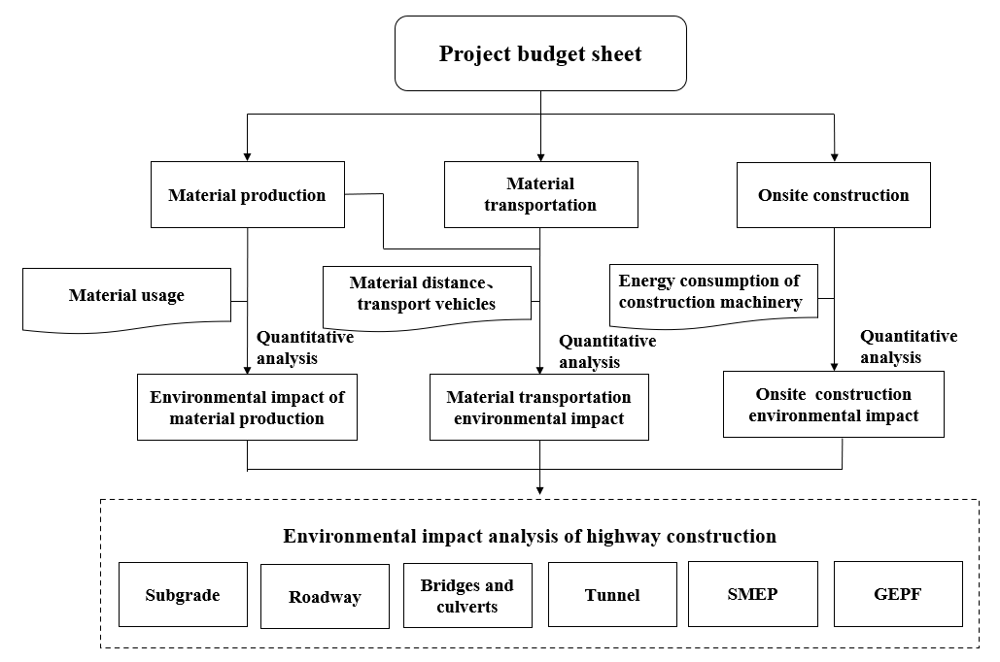 Project budget sheet
Material production
Material
transportation
Onsite construction
Material usage
Material distance、
transport vehicles
Energy consumption of
construction machinery
Quantitative
analysis
Quantitative
analysis
Quantitative
analysis
Environmental impact of
material production
Material transportation
environmental impact
Onsite construction
environmental impact
Environmental impact analysis of highway construction
Subgrade
Roadway
Bridges and
culverts
Tunnel
SMEP
GEPF